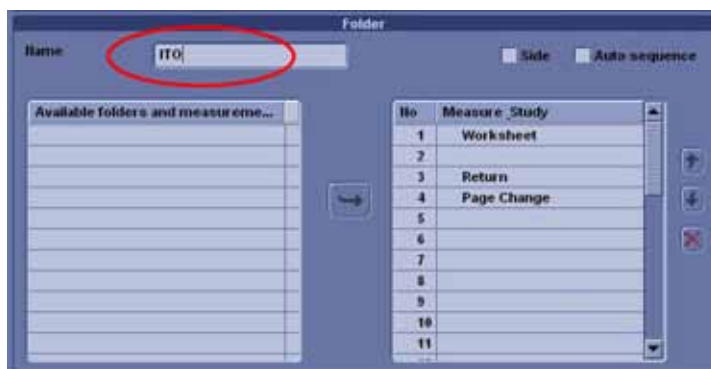 Folder
Name ITO Side Auto sequence
Available folders and measureme...
No Measure_Study
1 Worksheet
2
3 Return
4 Page Change
5
6
7
8
9
10
11